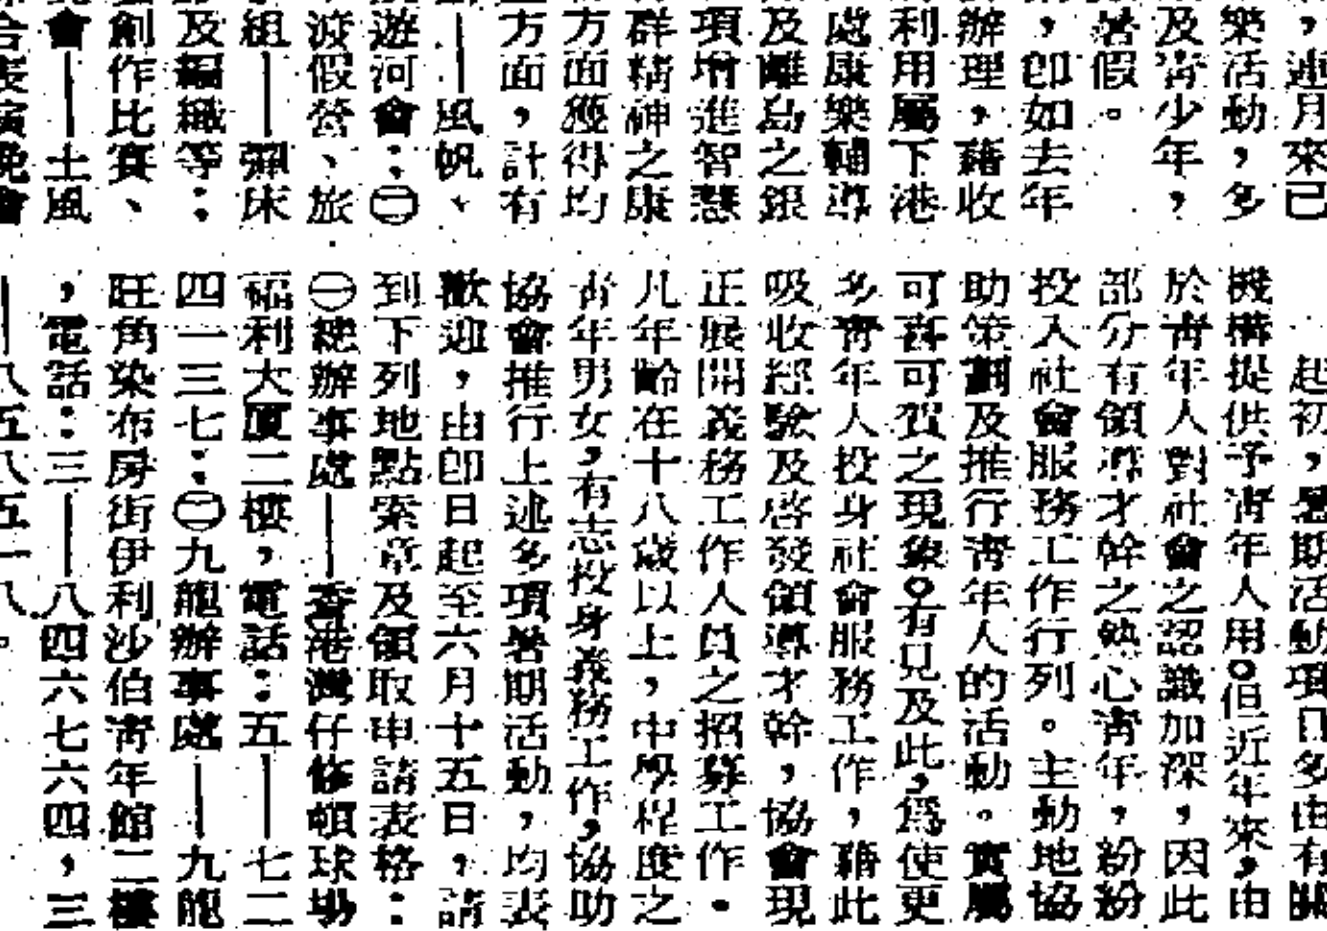 ，連月來已
樂活動，多
及青少年，
暑假。
，即如去年
辦理，藉收
利用屬下港
處康樂輔導
及離島之銀
項增進智慧
群精神之康
方面獲得均
方面，計有
—風帆、
遊河會：㊁
渡假營、旅
組—彈床
及編織等：
創作比賽、
會—土風
合表演晚會
起初，暑期活動項目多由有關
機構提供予青年人用。但近年來，由
於青年人對社會之認識加深，因此
部分有領導才幹之熱心青年，紛紛
投入社會服務工作行列。主動地協
助策劃及推行青年人的活動。實屬
可喜可賀之現象。有見及此，爲使更
多青年人投身社會服務工作，藉此
吸收經驗及啓發領導才幹，協會現
正展開義務工作人員之招募工作。
凡年齡在十八歲以上，中學程度之
青年男女，有志投身義務工作，協助
協會推行上述多項暑期活動，均表
歡迎，由即日起至六月十五日，請
到下列地點索章及領取申請表格：
㊀總辦事處—香港灣仔修頓球場
福利大厦二樓，電話：五—七二
四一三七：㊁九龍辦事處—九龍
旺角染布房街伊利沙伯青年館二樓
，電話：三—八四六七六四，三
—八五八五一八。